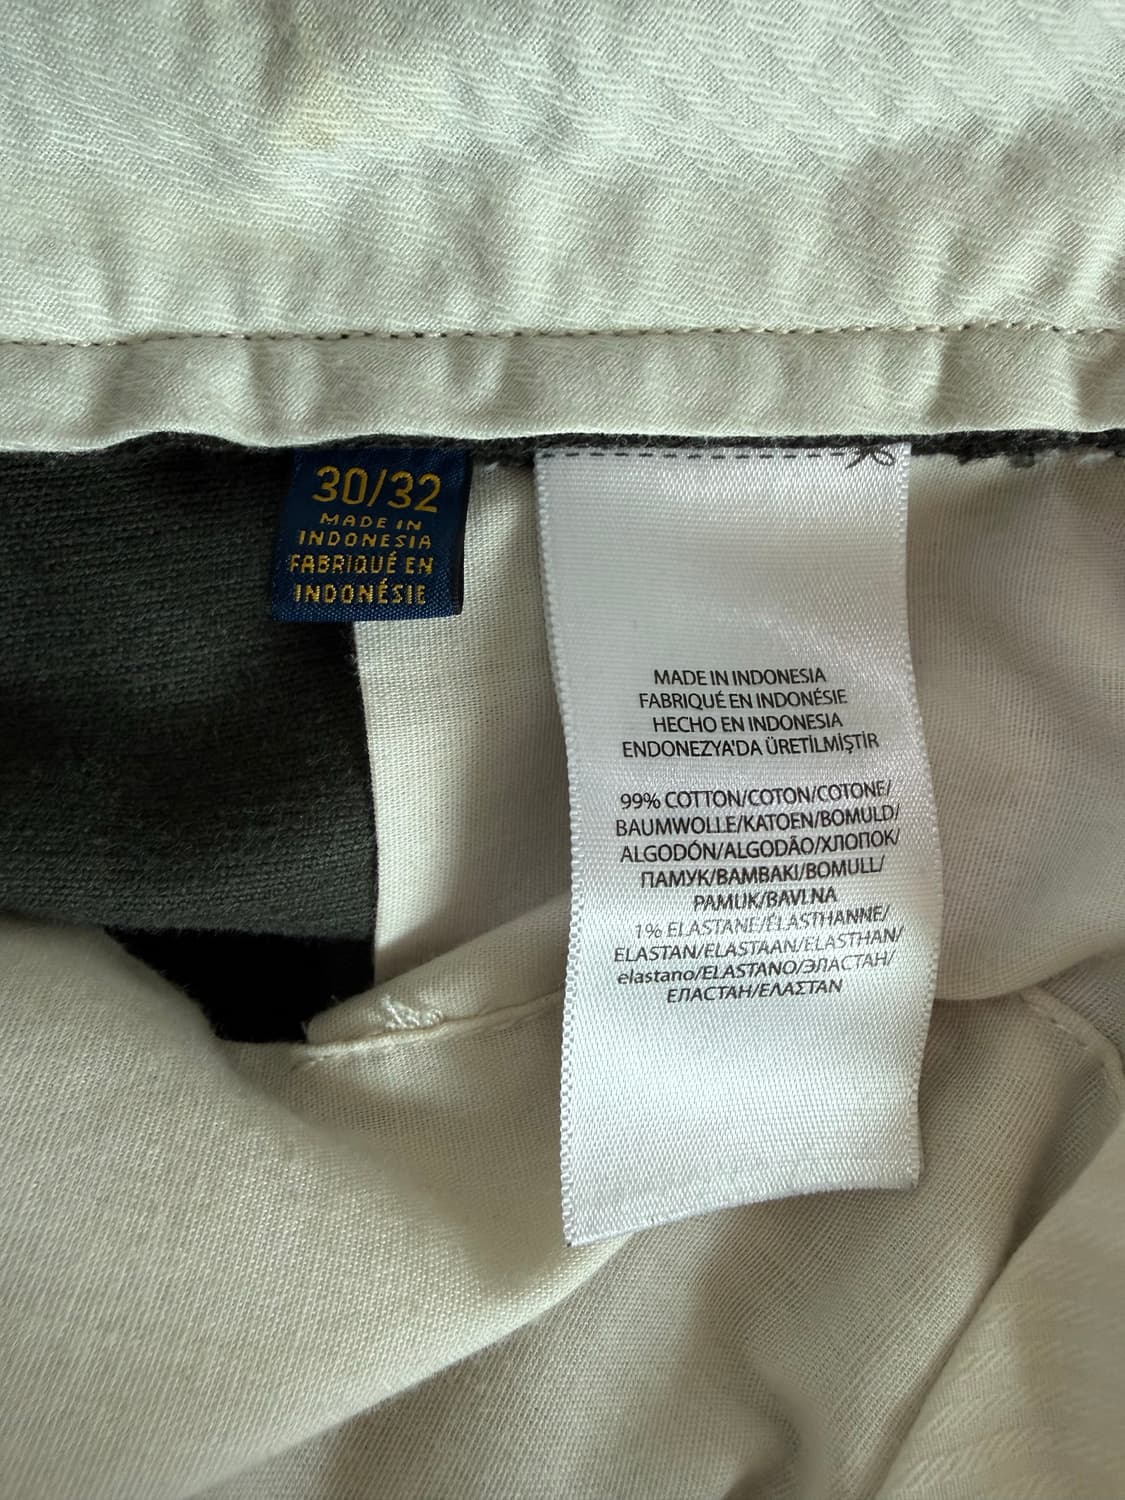 30/32
MADE IN
INDONESIA
FABRIQUÉ EN
INDONÉSIE
MADE IN INDONESIA
FABRIQUÉ EN INDONÉSIE
HECHO EN INDONESIA
ENDONEZYA'DA ÜRETİLMİŞTİR
99% COTTON/COTON/COTONE/
BAUMWOLLE/KATOEN/BOMULD/
ALGODÓN/ALGODÃO/ХЛОПОК/
ПАМУК/ΒΑΜΒΑΚΙ/BOMULL/
PAMUK/BAVLNA
1% ELASTANE/ÉLASTHANNE/
ELASTAN/ELASTAAN/ELASTHAN/
elastano/ELASTANO/ЭЛАСТАН/
ЕЛАСТАН/ΕΛΑΣΤΑΝ